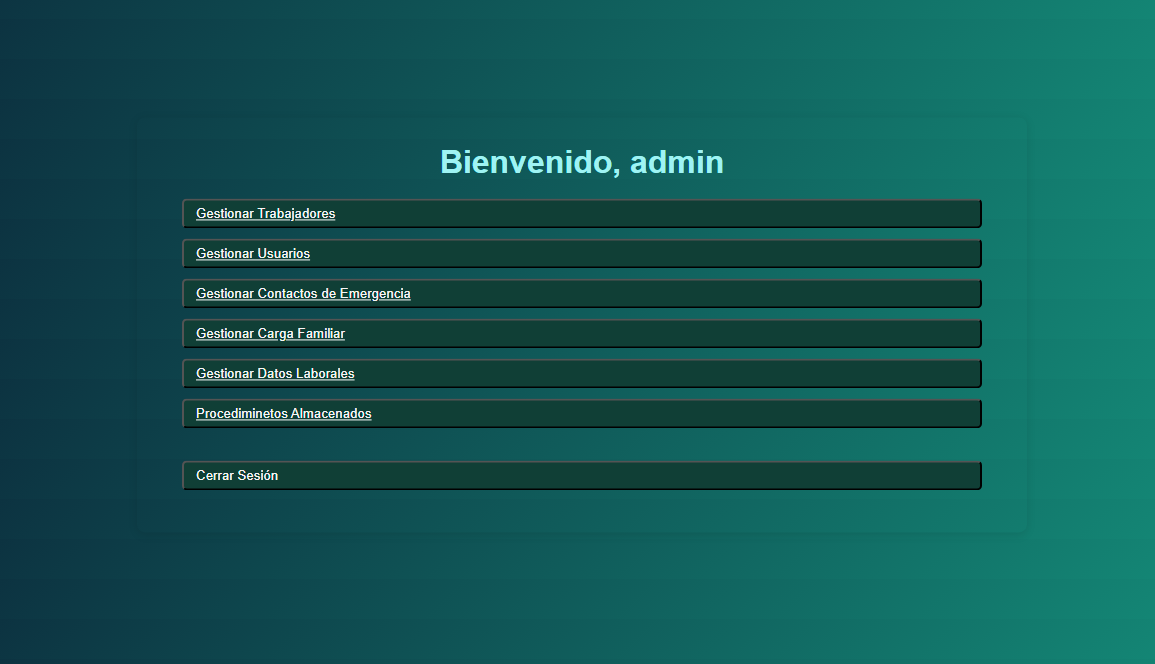 Bienvenido, admin
Gestionar Trabajadores
Gestionar Usuarios
Gestionar Contactos de Emergencia
Gestionar Carga Familiar
Gestionar Datos Laborales
Procediminetos Almacenados
Cerrar Sesión